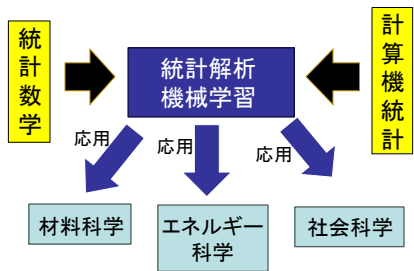 統計数学
統計解析
機械学習
計算機統計
応用
応用
応用
材料科学
エネルギー
科学
社会科学